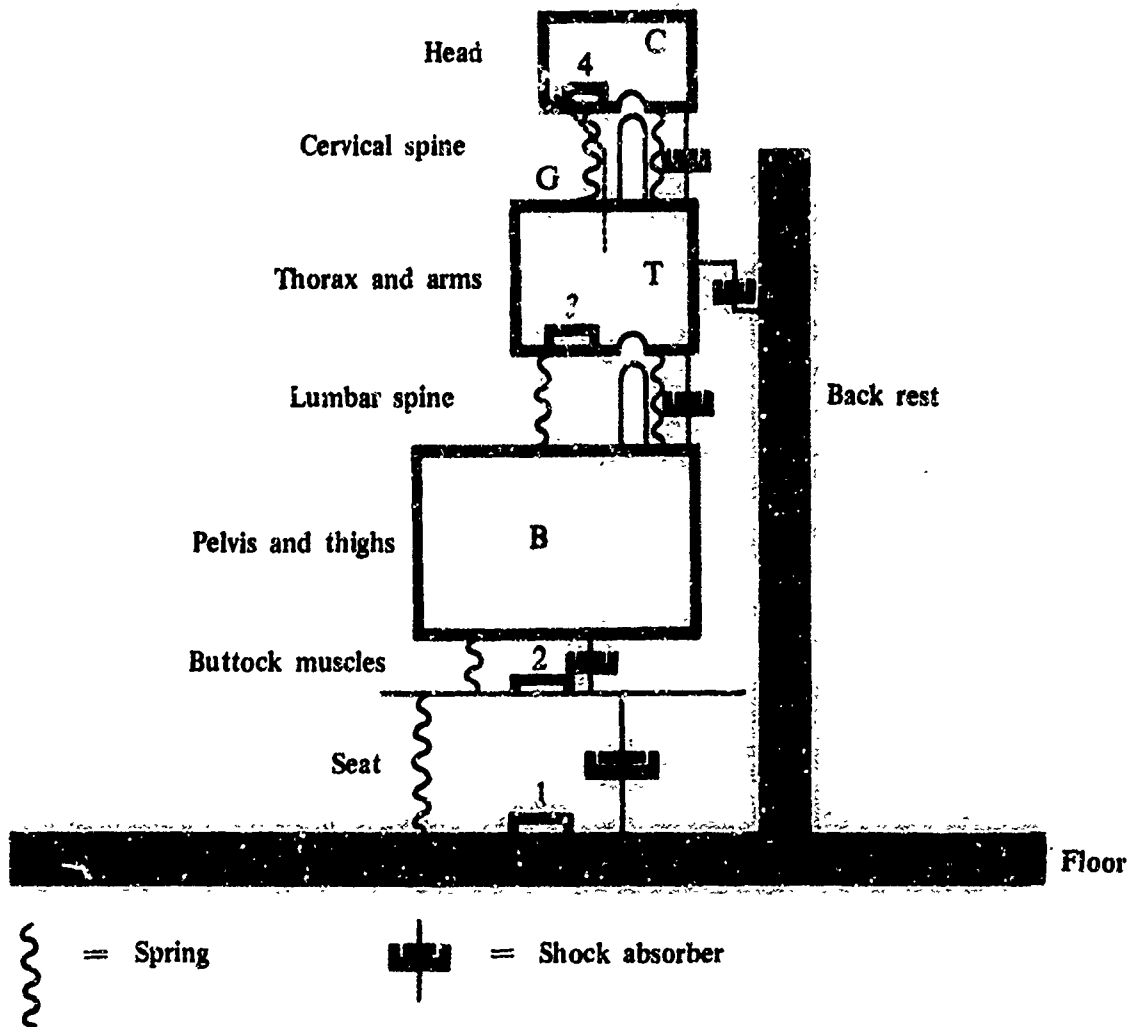 Head
C
4
Cervical spine
G
Thorax and arms
T
Lumbar spine
Back rest
Pelvis and thighs
B
Buttock muscles
2
Seat
1
Floor
= Spring
= Shock absorber